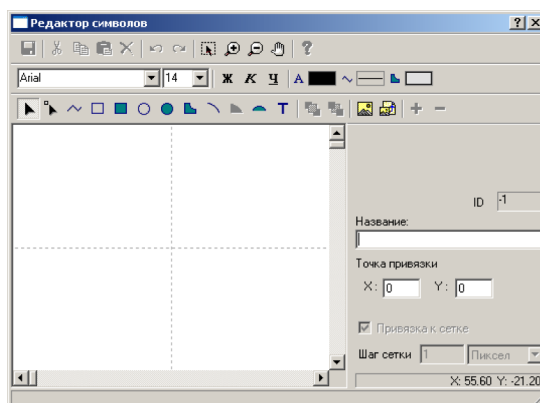 Редактор символов
Arial 14 Ж К Ч А
T
ID -1
Название:
Точка привязки
X: 0 Y: 0
Привязка к сетке
Шаг сетки 1 Пиксел
X: 55.60 Y: -21.20